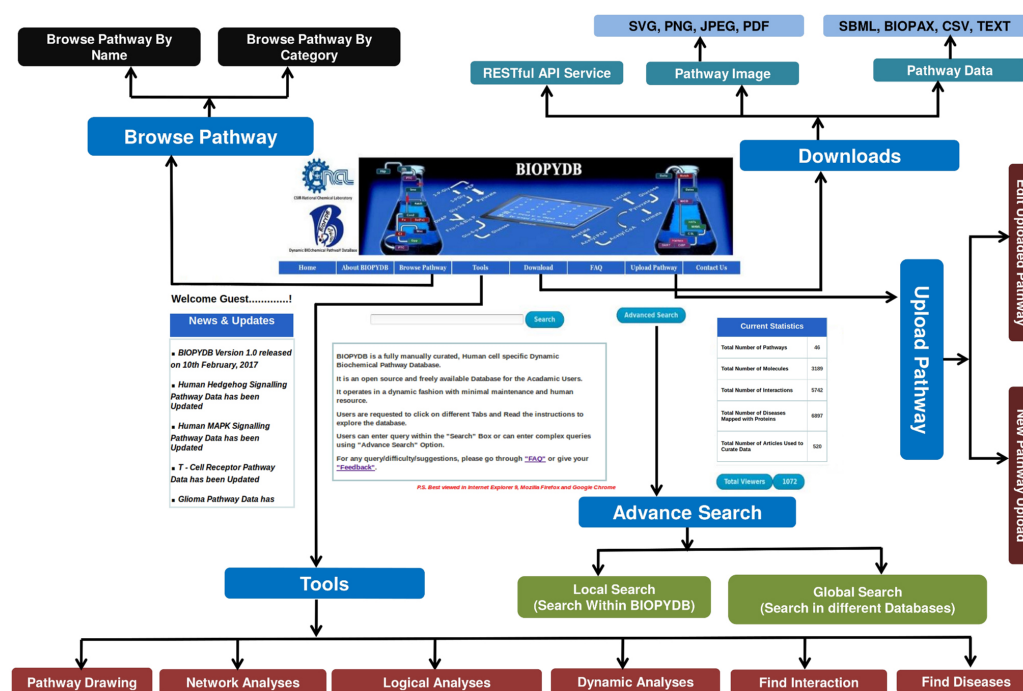 SVG, PNG, JPEG, PDF
SBML, BIOPAX, CSV, TEXT
Browse Pathway By
Name
Browse Pathway By
Category
RESTful API Service
Pathway Image
Pathway Data
Browse Pathway
Downloads
BIOPYDB
CSIR-National Chemical Laboratory
Dynamic BIOchemical PathwaY DataBase
Home
About BIOPYDB
Browse Pathway
Tools
Download
FAQ
Upload Pathway
Contact Us
Edit Uploaded Pathway
Upload Pathway
New Pathway Upload
Welcome Guest.............!
News & Updates
BIOPYDB Version 1.0 released
on 10th February, 2017
Human Hedgehog Signalling
Pathway Data has been
Updated
Human MAPK Signalling
Pathway Data has been
Updated
T - Cell Receptor Pathway
Data has been Updated
Glioma Pathway Data has
Search
Advanced Search
BIOPYDB is a fully manually curated, Human cell specific Dynamic
Biochemical Pathway Database.
It is an open source and freely available Database for the Acadamic Users.
It operates in a dynamic fashion with minimal maintenance and human
resource.
Users are requested to click on different Tabs and Read the instructions to
explore the database.
Users can enter query within the "Search" Box or can enter complex queries
using "Advance Search" Option.
For any query/difficulty/suggestions, please go through "FAQ" or give your
"Feedback".
P.S. Best viewed in Internet Explorer 9, Mozilla Firefox and Google Chrome
Current Statistics
Total Number of Pathways 46
Total Number of Molecules 3189
Total Number of Interactions 5742
Total Number of Diseases
Mapped with Proteins 6897
Total Number of Articles Used to
Curate Data 520
Total Viewers 1072
Advance Search
Local Search
(Search Within BIOPYDB)
Global Search
(Search in different Databases)
Tools
Pathway Drawing
Network Analyses
Logical Analyses
Dynamic Analyses
Find Interaction
Find Diseases